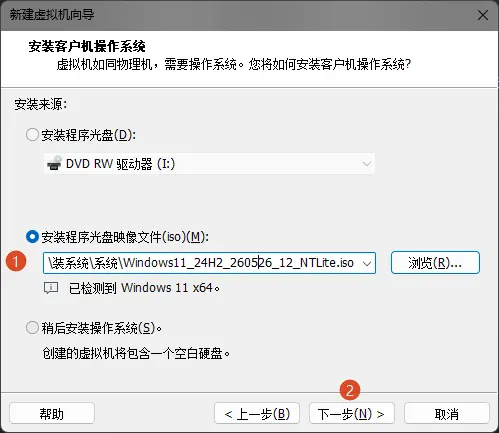 新建虚拟机向导
安装客户机操作系统
虚拟机如同物理机，需要操作系统。您将如何安装客户机操作系统?
安装来源:
安装程序光盘(D):
DVD RW 驱动器 (I:)
安装程序光盘映像文件(iso)(M):
1
\装系统\系统\Windows11_24H2_260526_12_NTLite.iso
浏览(R)...
已检测到 Windows 11 x64。
稍后安装操作系统(S)。
创建的虚拟机将包含一个空白硬盘。
2
帮助
< 上一步(B)
下一步(N) >
取消